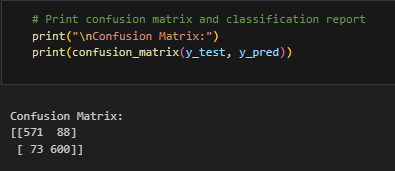 # Print confusion matrix and classification report
print("\nConfusion Matrix:")
print(confusion_matrix(y_test, y_pred))
Confusion Matrix:
[[571  88]
 [ 73 600]]